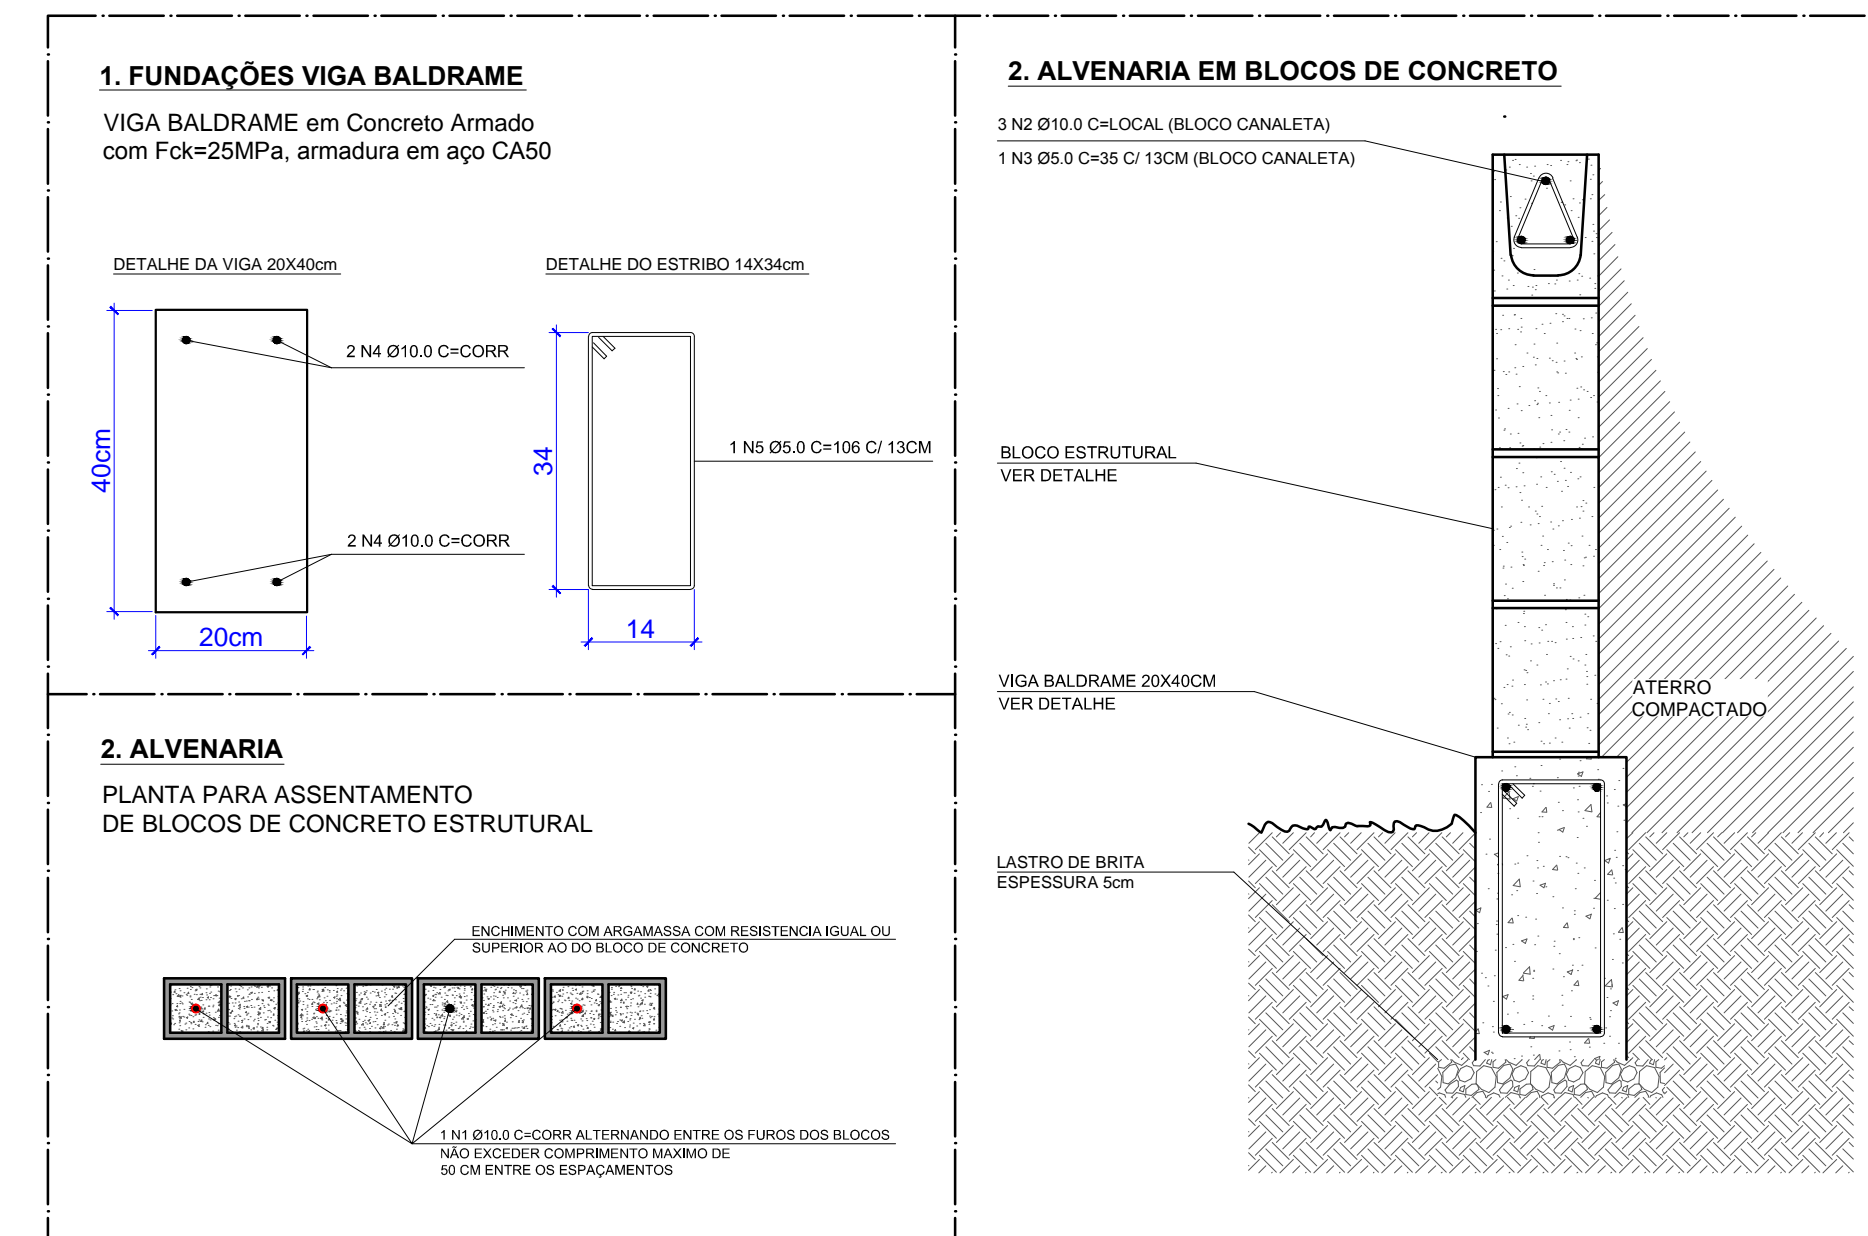 1. FUNDAÇÕES VIGA BALDRAME
VIGA BALDRAME em Concreto Armado
com Fck=25MPa, armadura em aço CA50
DETALHE DA VIGA 20X40cm
40cm
20cm
2 N4 Ø10.0 C=CORR
2 N4 Ø10.0 C=CORR
DETALHE DO ESTRIBO 14X34cm
34
14
1 N5 Ø5.0 C=106 C/ 13CM
2. ALVENARIA
PLANTA PARA ASSENTAMENTO
DE BLOCOS DE CONCRETO ESTRUTURAL
ENCHIMENTO COM ARGAMASSA COM RESISTENCIA IGUAL OU
SUPERIOR AO DO BLOCO DE CONCRETO
1 N1 Ø10.0 C=CORR ALTERNANDO ENTRE OS FUROS DOS BLOCOS
NÃO EXCEDER COMPRIMENTO MAXIMO DE
50 CM ENTRE OS ESPAÇAMENTOS
2. ALVENARIA EM BLOCOS DE CONCRETO
3 N2 Ø10.0 C=LOCAL (BLOCO CANALETA)
1 N3 Ø5.0 C=35 C/ 13CM (BLOCO CANALETA)
BLOCO ESTRUTURAL
VER DETALHE
VIGA BALDRAME 20X40CM
VER DETALHE
ATERRO
COMPACTADO
LASTRO DE BRITA
ESPESSURA 5cm